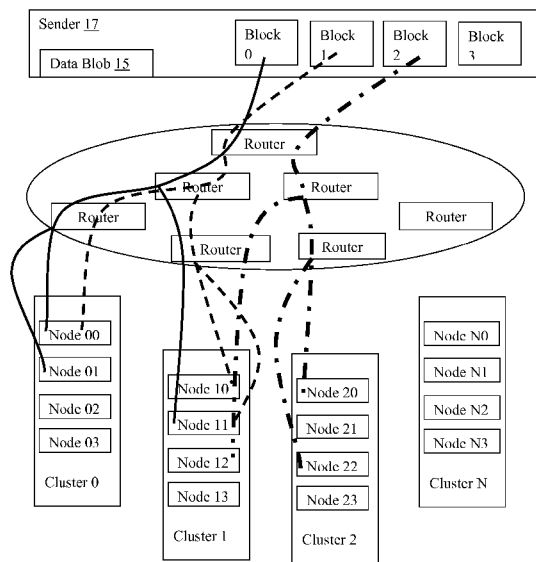 Sender 17
Block 0
Block 1
Block 2
Block 3
Data Blob 15
Router
Router
Router
Router
Router
Router
Router
Node 00
Node 01
Node 02
Node 03
Cluster 0
Node 10
Node 11
Node 12
Node 13
Cluster 1
Node 20
Node 21
Node 22
Node 23
Cluster 2
Node N0
Node N1
Node N2
Node N3
Cluster N